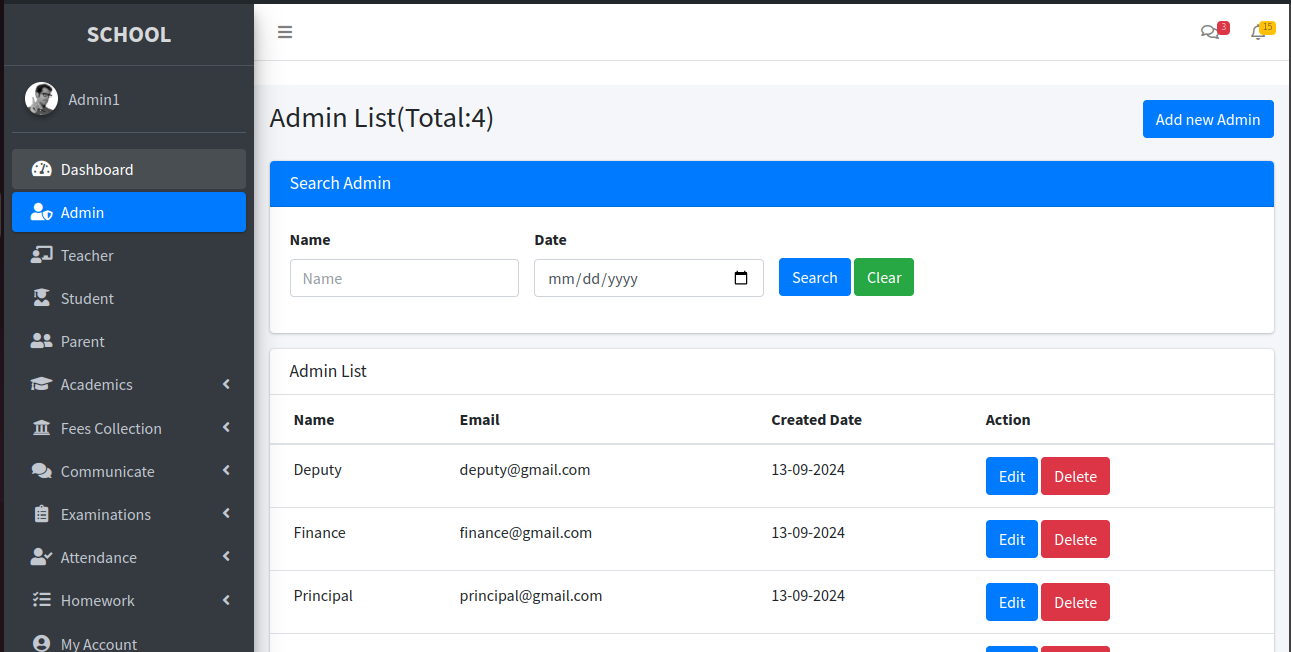 SCHOOL
3
15
Admin1
Dashboard
Admin
Teacher
Student
Parent
Academics
Fees Collection
Communicate
Examinations
Attendance
Homework
My Account
Admin List(Total:4)
Add new Admin
Search Admin
Name Date
Name mm/dd/yyyy Search Clear
Admin List
Name Email Created Date Action
Deputy deputy@gmail.com 13-09-2024 Edit Delete
Finance finance@gmail.com 13-09-2024 Edit Delete
Principal principal@gmail.com 13-09-2024 Edit Delete